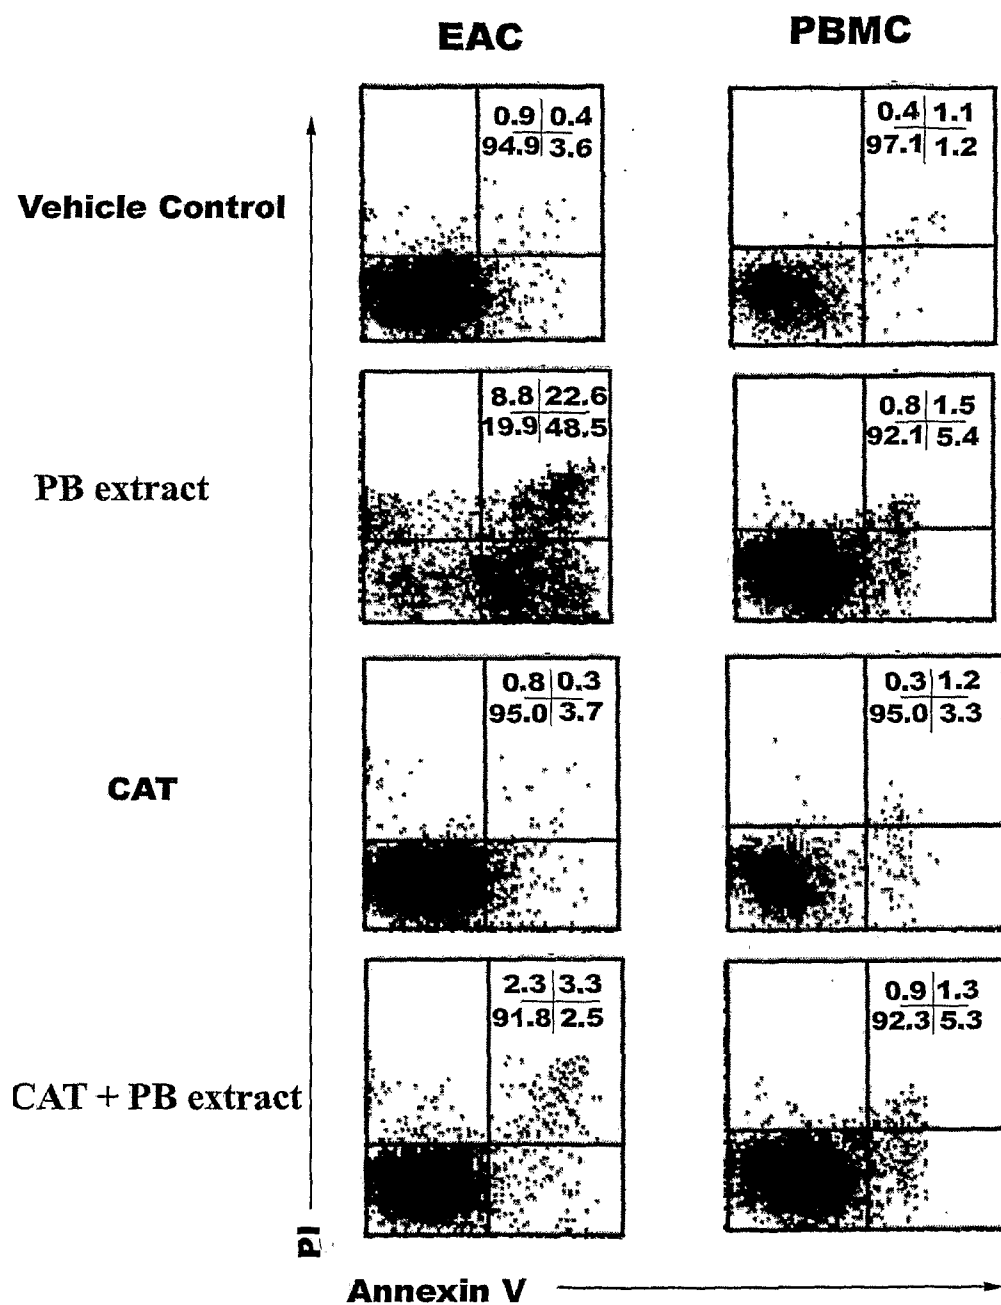 EAC PBMC
0.9 0.4 0.4 1.1
94.9 3.6 97.1 1.2
Vehicle Control
8.8 22.6 0.8 1.5
19.9 48.5 92.1 5.4
PB extract
0.8 0.3 0.3 1.2
95.0 3.7 95.0 3.3
CAT
2.3 3.3 0.9 1.3
91.8 2.5 92.3 5.3
CAT + PB extract
PI
Annexin V